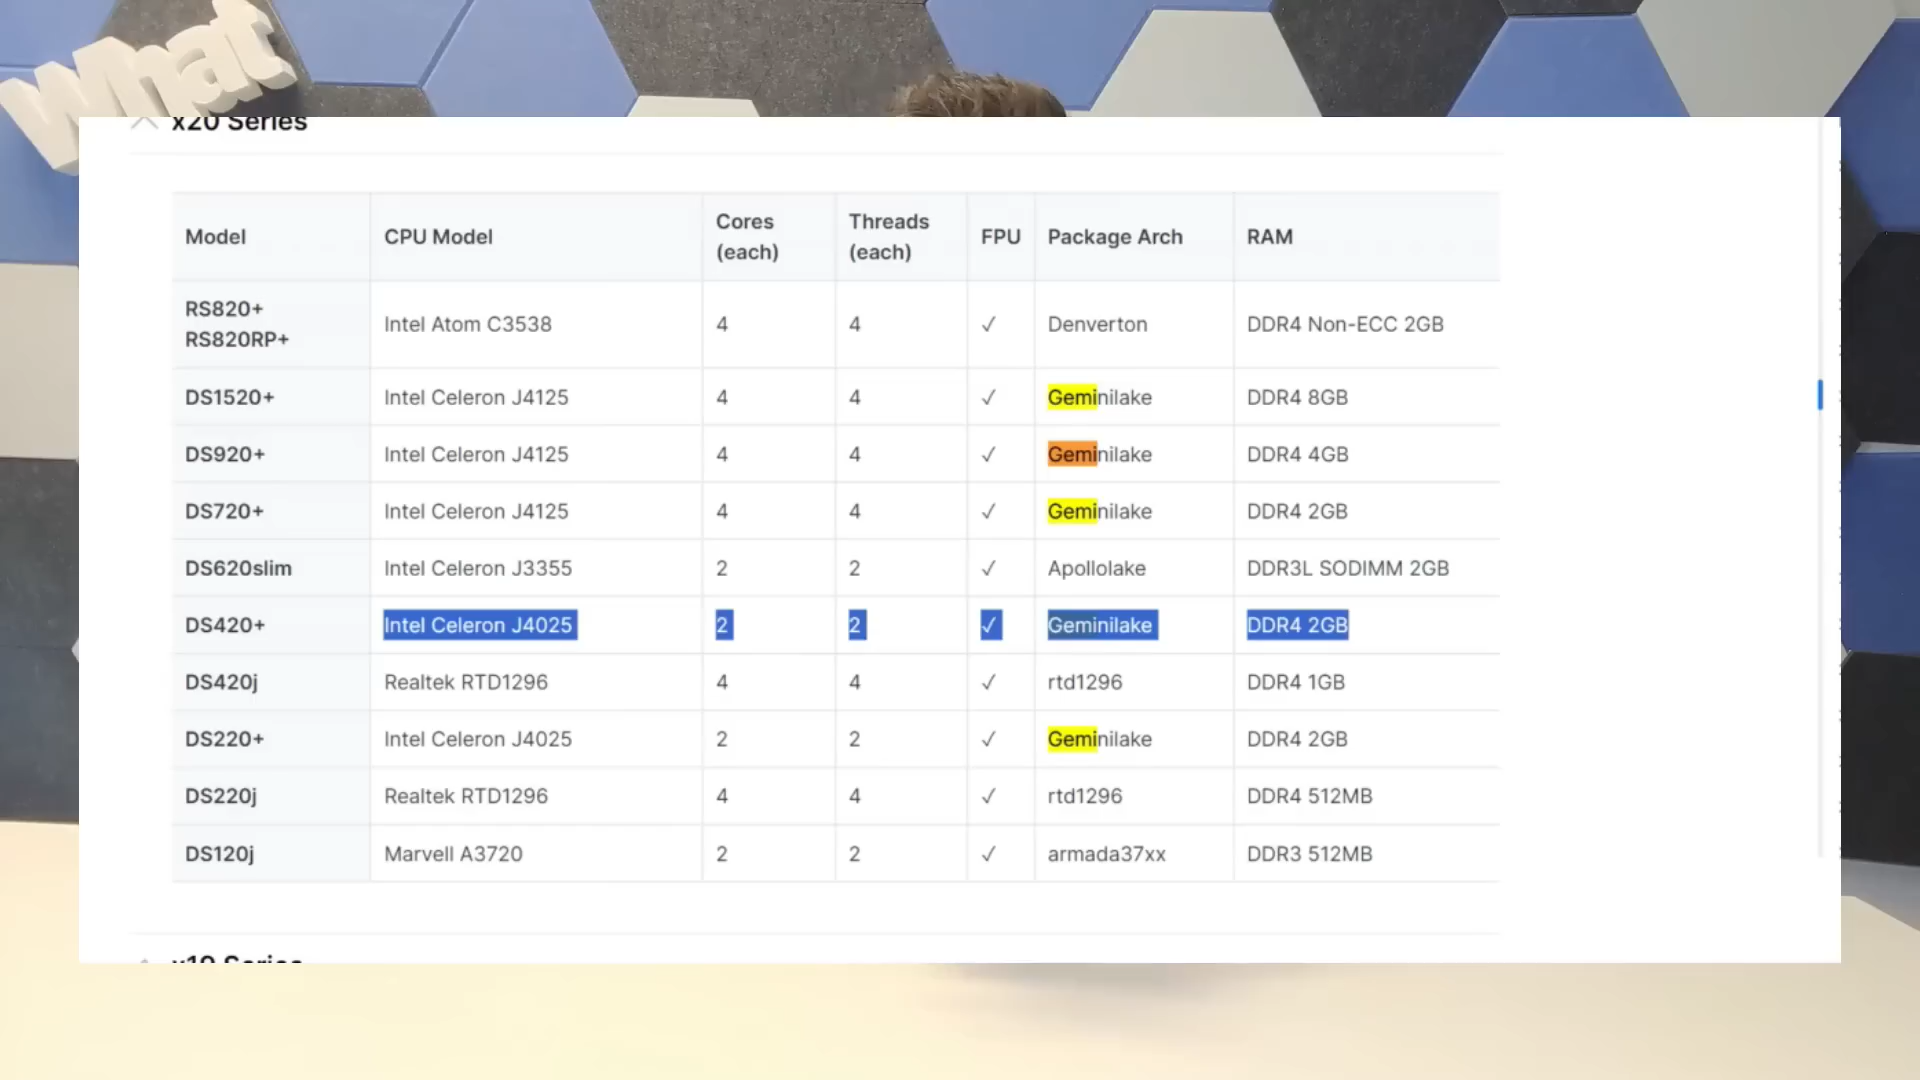 What
x20 Series
Model CPU Model Cores (each) Threads (each) FPU Package Arch RAM
RS820+ RS820RP+ Intel Atom C3538 4 4 ✓ Denverton DDR4 Non-ECC 2GB
DS1520+ Intel Celeron J4125 4 4 ✓ Geminilake DDR4 8GB
DS920+ Intel Celeron J4125 4 4 ✓ Geminilake DDR4 4GB
DS720+ Intel Celeron J4125 4 4 ✓ Geminilake DDR4 2GB
DS620slim Intel Celeron J3355 2 2 ✓ Apollolake DDR3L SODIMM 2GB
DS420+ Intel Celeron J4025 2 2 ✓ Geminilake DDR4 2GB
DS420j Realtek RTD1296 4 4 ✓ rtd1296 DDR4 1GB
DS220+ Intel Celeron J4025 2 2 ✓ Geminilake DDR4 2GB
DS220j Realtek RTD1296 4 4 ✓ rtd1296 DDR4 512MB
DS120j Marvell A3720 2 2 ✓ armada37xx DDR3 512MB
x19 Series